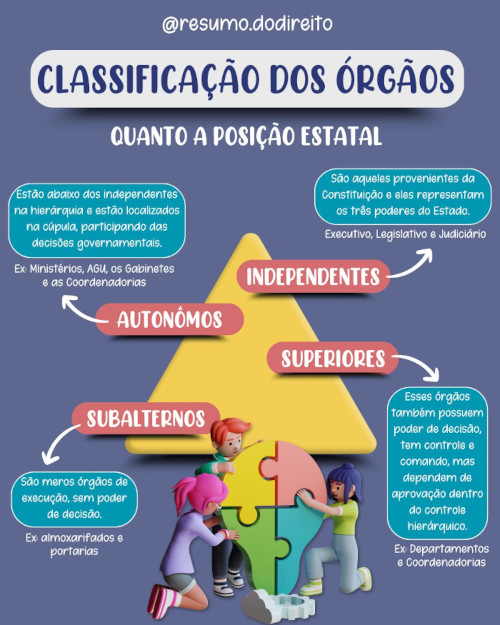 @resumo.dodireito
CLASSIFICAÇÃO DOS ÓRGÃOS
QUANTO A POSIÇÃO ESTATAL
São aqueles provenientes da
Constituição e eles representam
os três poderes do Estado.
Executivo, Legislativo e Judiciário
INDEPENDENTES
Estão abaixo dos independentes
na hierárquia e estão localizados
na cúpula, participando das
decisões governamentais.
Ex: Ministérios, AGU, os Gabinetes
e as Coordenadorias
AUTONÔMOS
SUPERIORES
Esses órgãos
também possuem
poder de decisão,
tem controle e
comando, mas
dependem de
aprovação dentro
do controle
hierárquico.
Ex: Departamentos
e Coordenadorias
SUBALTERNOS
São meros órgãos de
execução, sem poder
de decisão.
Ex: almoxarifados e
portarias